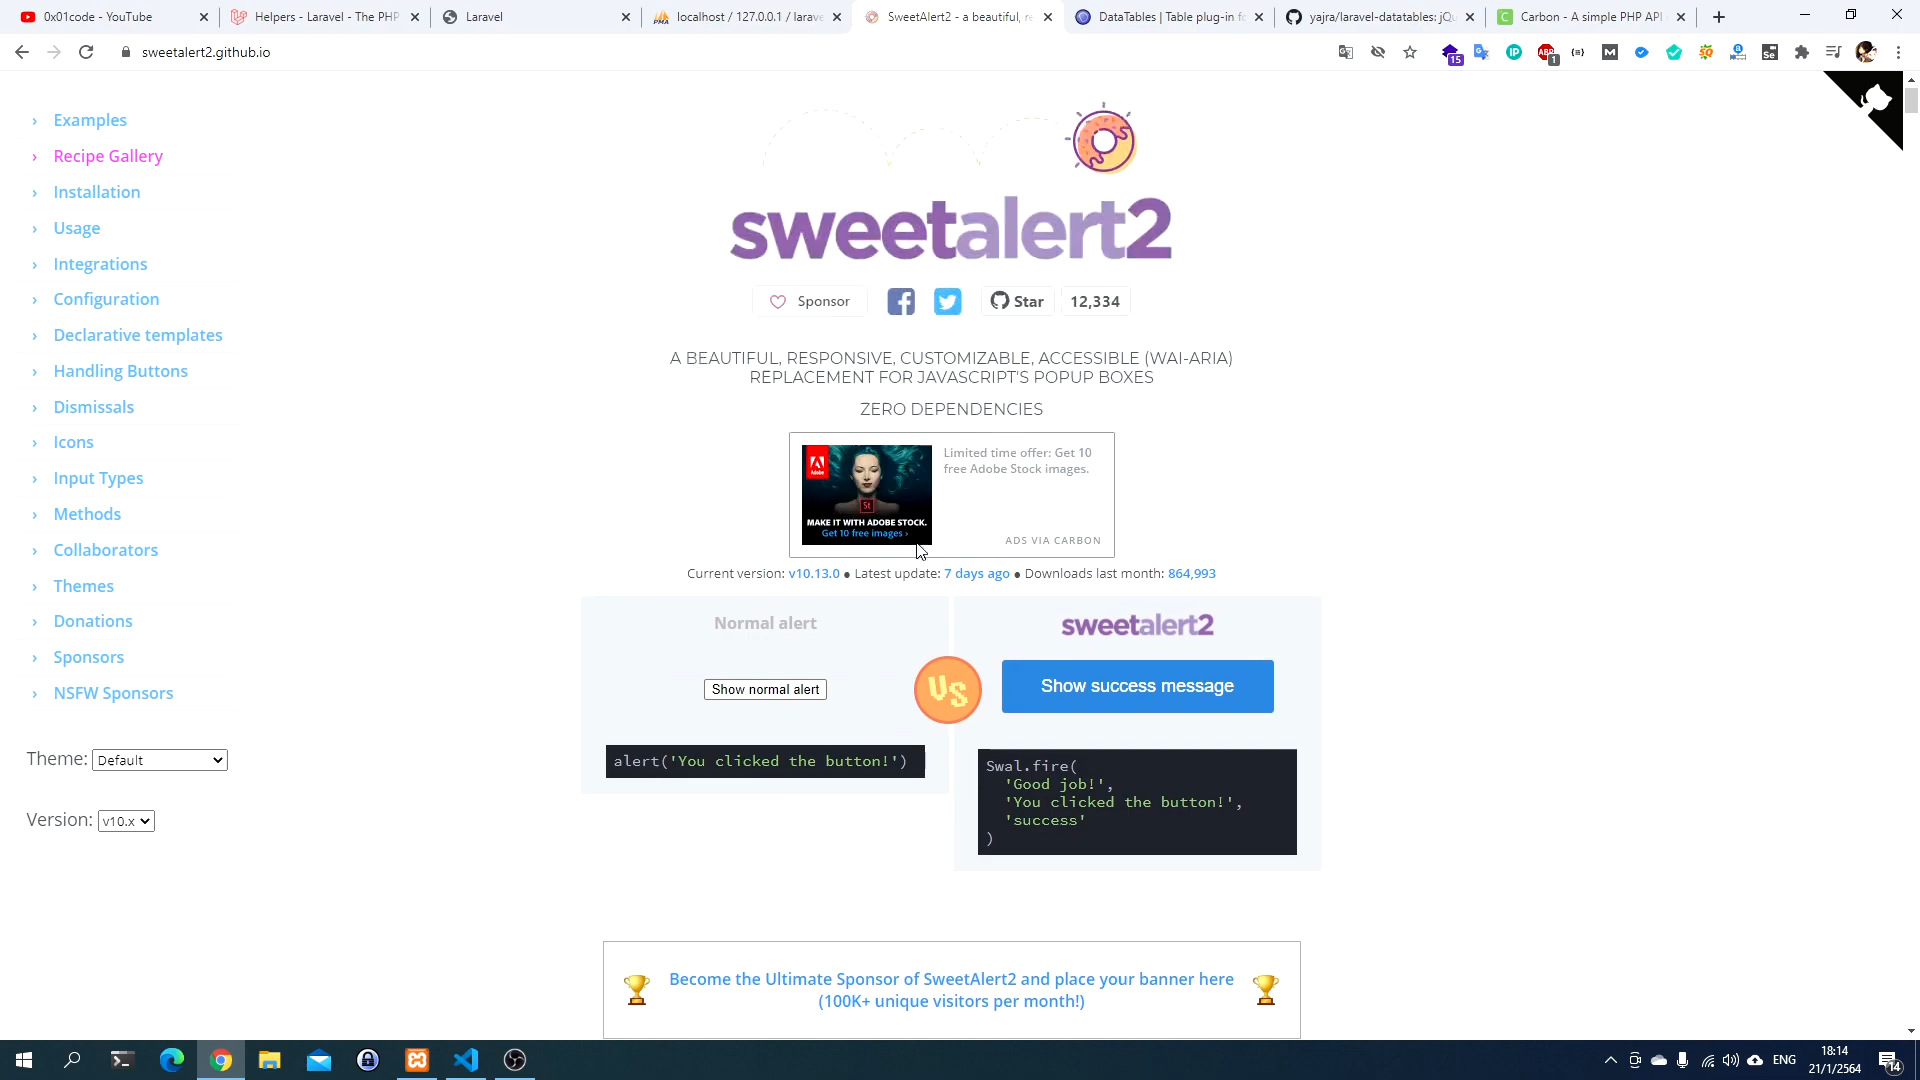 0x01code - YouTube
Helpers - Laravel - The PHP
Laravel
localhost / 127.0.0.1 / larave
SweetAlert2 - a beautiful, re
DataTables | Table plug-in fo
yajra/laravel-datatables: jQu
Carbon - A simple PHP API
sweetalert2.github.io
15
1
Examples
Recipe Gallery
Installation
Usage
Integrations
Configuration
Declarative templates
Handling Buttons
Dismissals
Icons
Input Types
Methods
Collaborators
Themes
Donations
Sponsors
NSFW Sponsors
Theme: Default
Version: v10.x
sweetalert2
Sponsor
Star
12,334
A BEAUTIFUL, RESPONSIVE, CUSTOMIZABLE, ACCESSIBLE (WAI-ARIA)
REPLACEMENT FOR JAVASCRIPT'S POPUP BOXES
ZERO DEPENDENCIES
Adobe
St
MAKE IT WITH ADOBE STOCK.
Get 10 free images ›
Limited time offer: Get 10
free Adobe Stock images.
ADS VIA CARBON
Current version: v10.13.0 ● Latest update: 7 days ago ● Downloads last month: 864,993
Normal alert
Show normal alert
alert('You clicked the button!')
VS
sweetalert2
Show success message
Swal.fire(
'Good job!',
'You clicked the button!',
'success'
)
Become the Ultimate Sponsor of SweetAlert2 and place your banner here
(100K+ unique visitors per month!)
ENG
18:14
21/1/2564
14